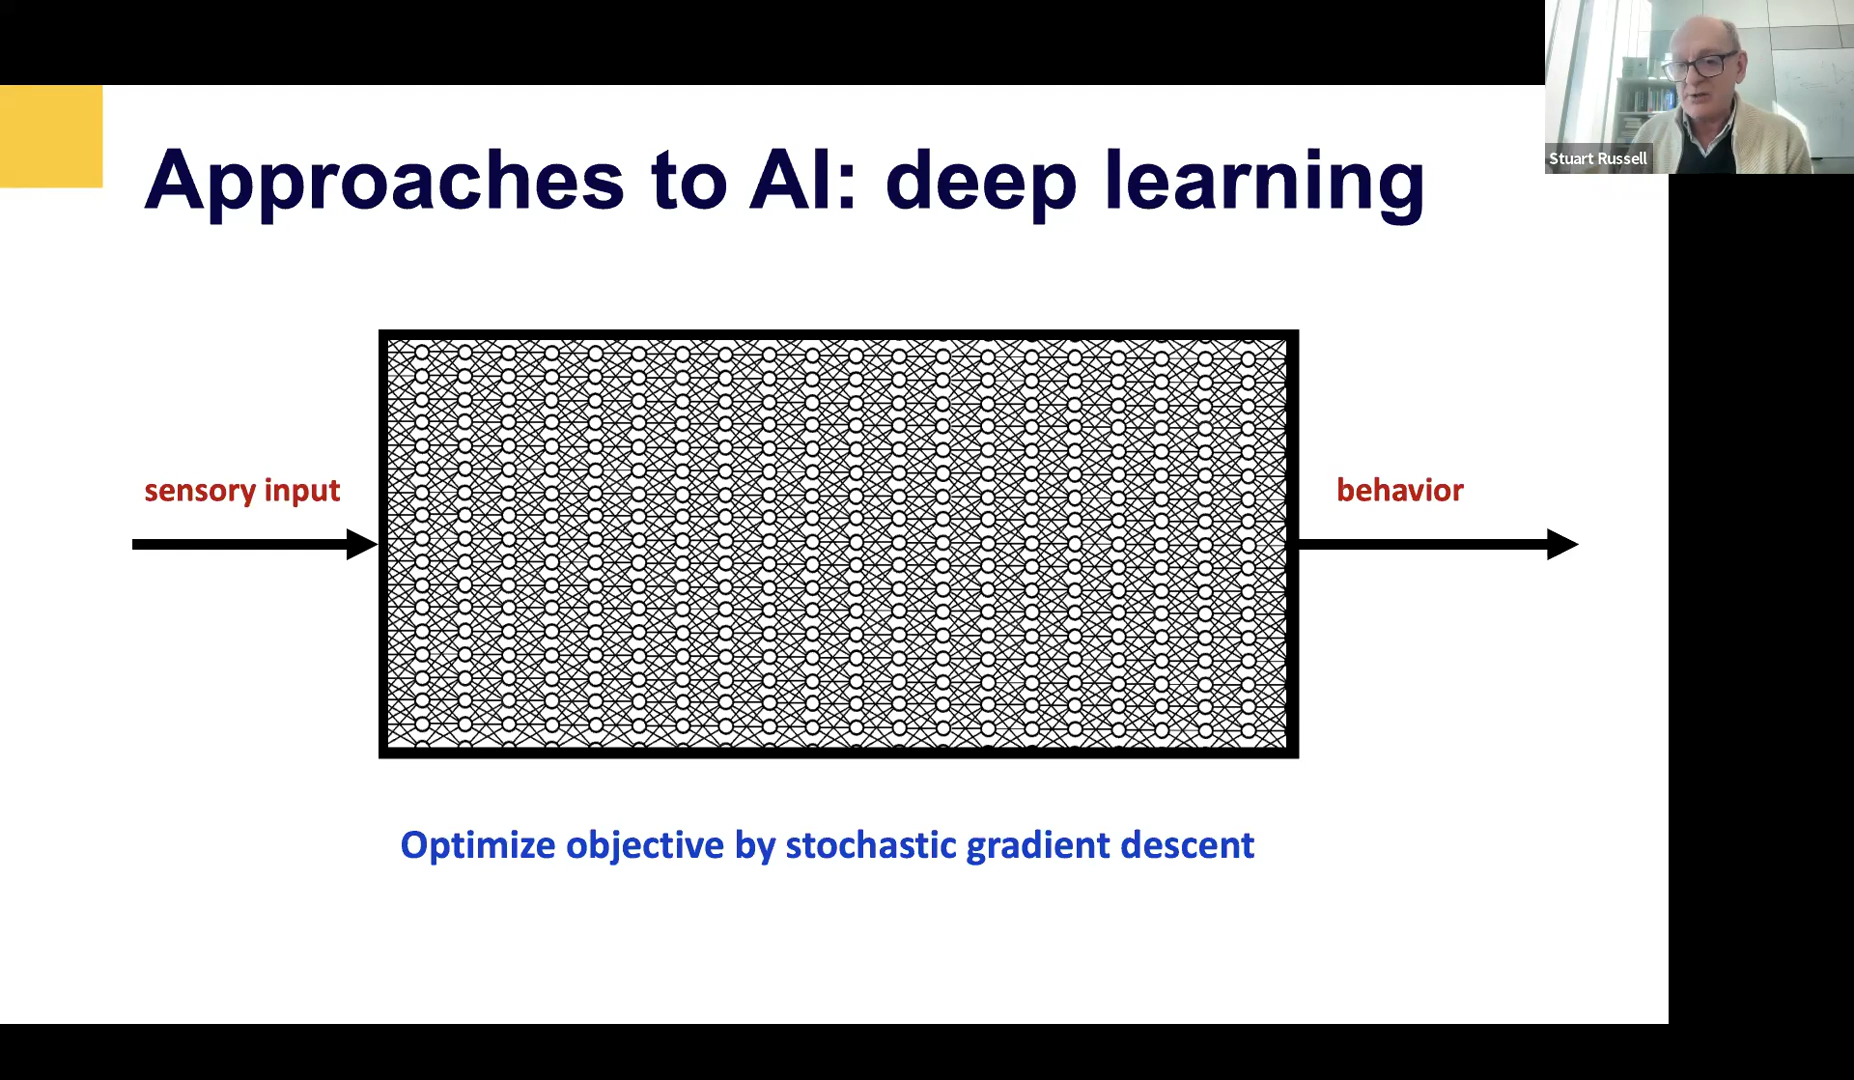 Stuart Russell
Approaches to AI: deep learning
sensory input
behavior
Optimize objective by stochastic gradient descent